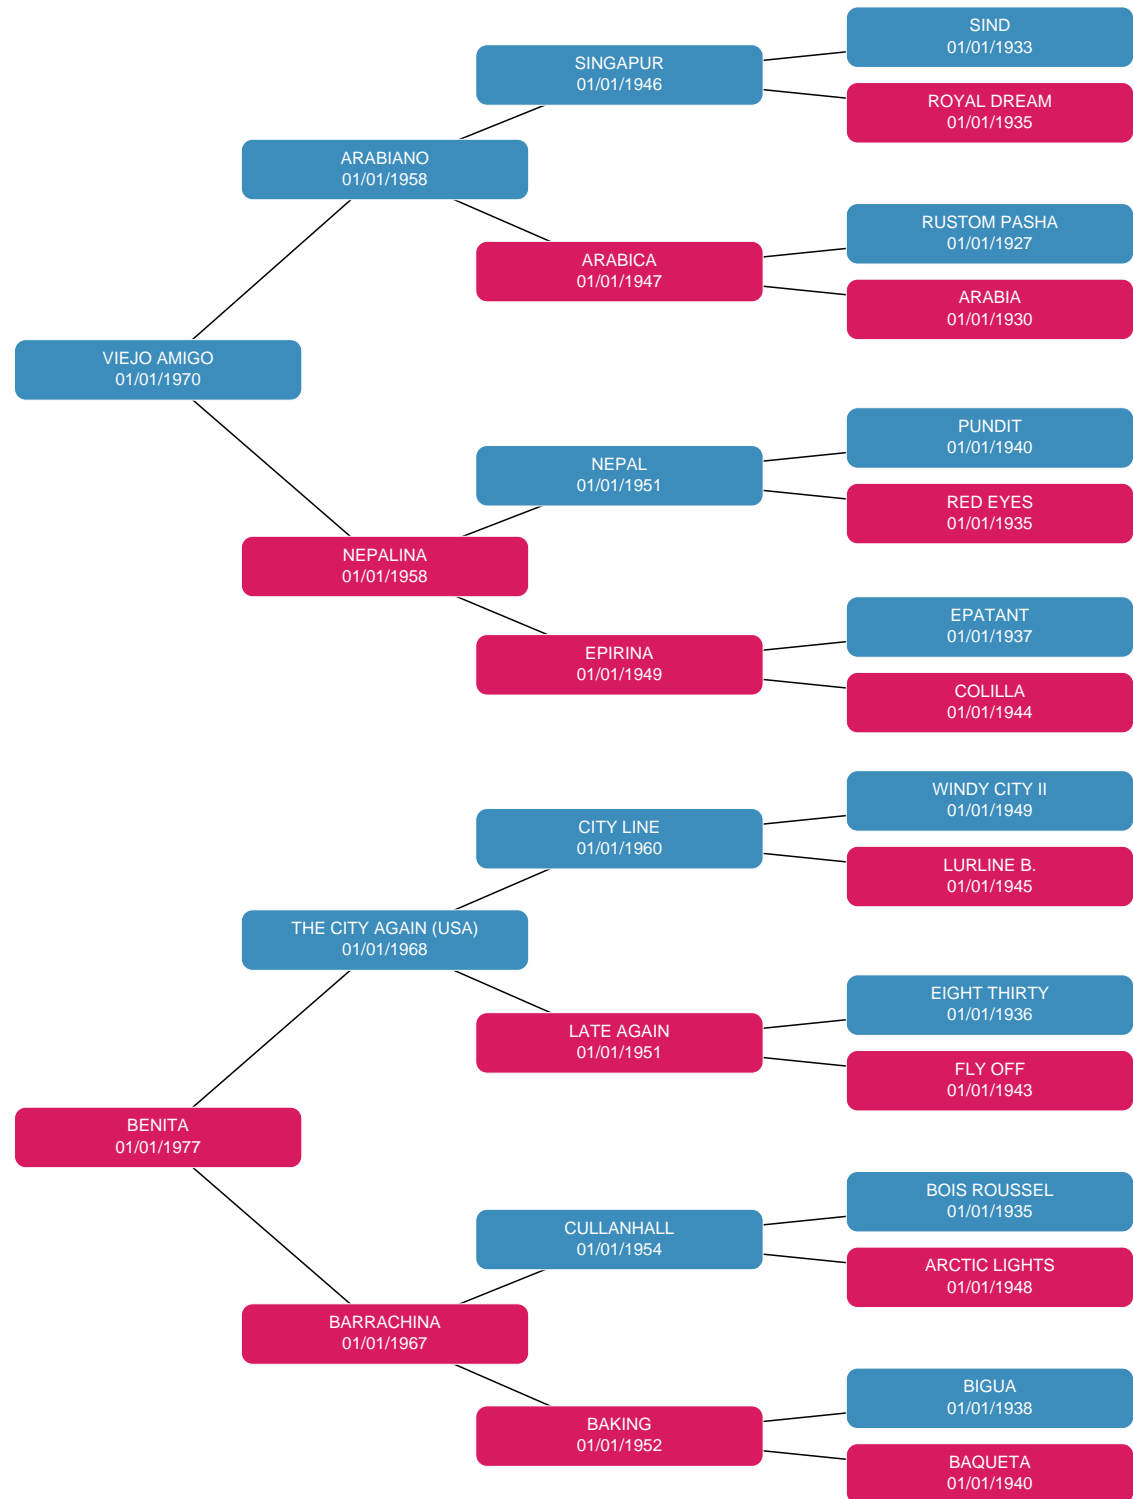 SIND
01/01/1933
SINGAPUR
01/01/1946
ROYAL DREAM
01/01/1935
ARABIANO
01/01/1958
RUSTOM PASHA
01/01/1927
ARABICA
01/01/1947
ARABIA
01/01/1930
VIEJO AMIGO
01/01/1970
PUNDIT
01/01/1940
NEPAL
01/01/1951
RED EYES
01/01/1935
NEPALINA
01/01/1958
EPATANT
01/01/1937
EPIRINA
01/01/1949
COLILLA
01/01/1944
WINDY CITY II
01/01/1949
CITY LINE
01/01/1960
LURLINE B.
01/01/1945
THE CITY AGAIN (USA)
01/01/1968
EIGHT THIRTY
01/01/1936
LATE AGAIN
01/01/1951
FLY OFF
01/01/1943
BENITA
01/01/1977
BOIS ROUSSEL
01/01/1935
CULLANHALL
01/01/1954
ARCTIC LIGHTS
01/01/1948
BARRACHINA
01/01/1967
BIGUA
01/01/1938
BAKING
01/01/1952
BAQUETA
01/01/1940